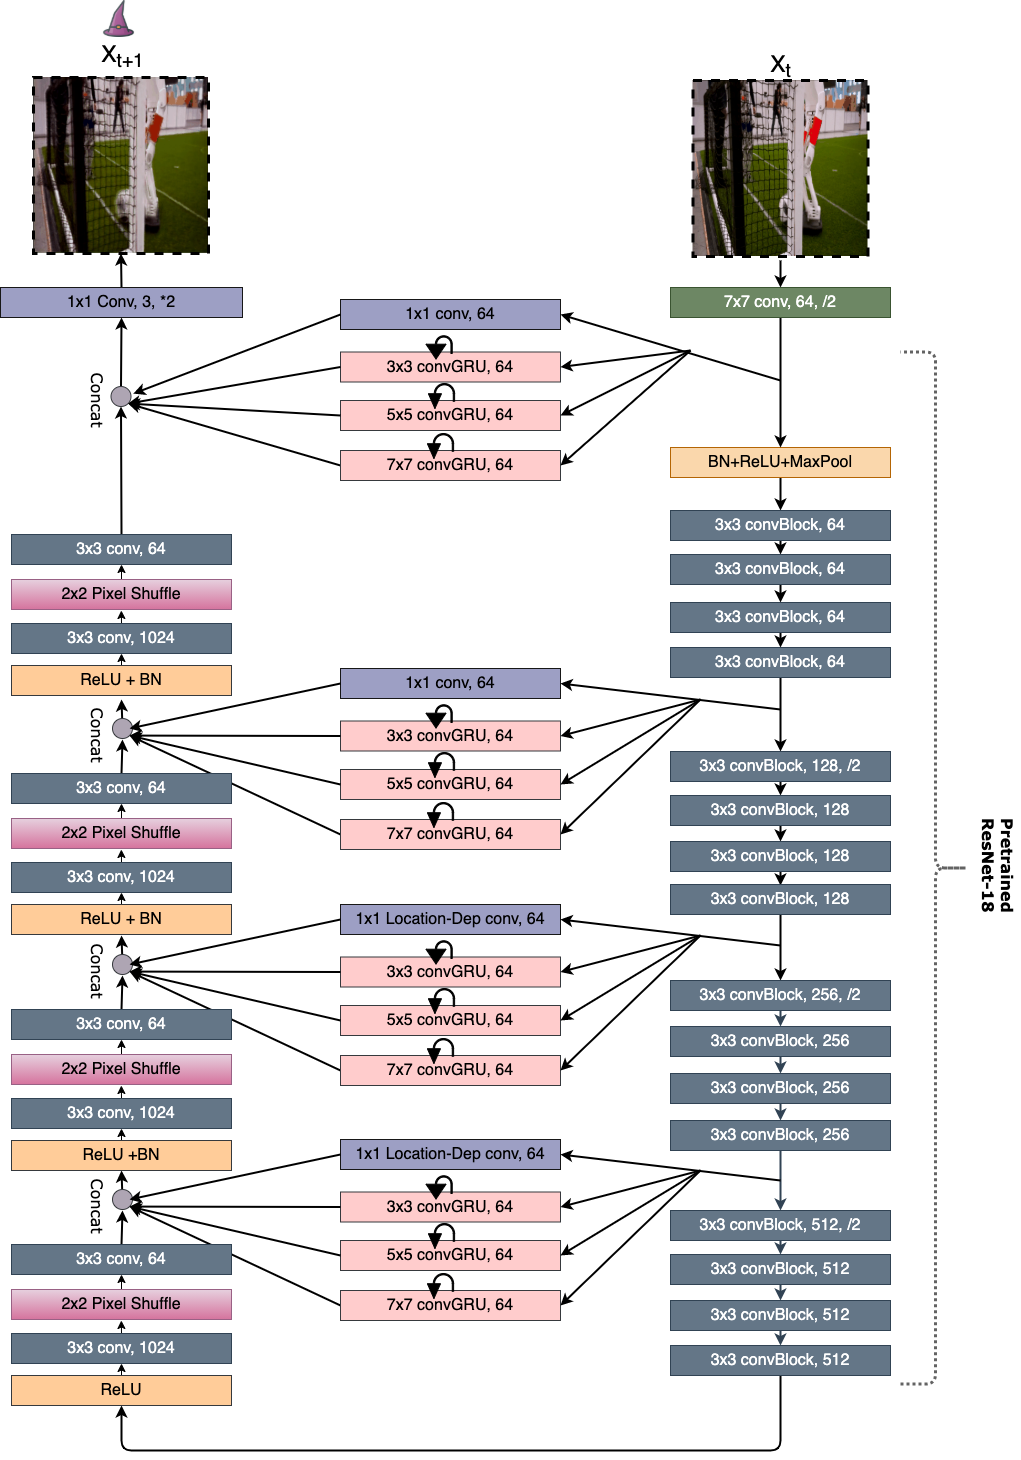 Xt+1
Xt
1x1 Conv, 3, *2
7x7 conv, 64, /2
1x1 conv, 64
3x3 convGRU, 64
5x5 convGRU, 64
7x7 convGRU, 64
Concat
BN+ReLU+MaxPool
3x3 convBlock, 64
3x3 convBlock, 64
3x3 convBlock, 64
3x3 convBlock, 64
3x3 conv, 64
2x2 Pixel Shuffle
3x3 conv, 1024
ReLU + BN
1x1 conv, 64
3x3 convGRU, 64
5x5 convGRU, 64
7x7 convGRU, 64
Concat
3x3 convBlock, 128, /2
3x3 convBlock, 128
3x3 convBlock, 128
3x3 convBlock, 128
3x3 conv, 64
2x2 Pixel Shuffle
3x3 conv, 1024
ReLU + BN
Pretrained
ResNet-18
1x1 Location-Dep conv, 64
3x3 convGRU, 64
5x5 convGRU, 64
7x7 convGRU, 64
Concat
3x3 convBlock, 256, /2
3x3 convBlock, 256
3x3 convBlock, 256
3x3 convBlock, 256
3x3 conv, 64
2x2 Pixel Shuffle
3x3 conv, 1024
ReLU +BN
1x1 Location-Dep conv, 64
3x3 convGRU, 64
5x5 convGRU, 64
7x7 convGRU, 64
Concat
3x3 convBlock, 512, /2
3x3 convBlock, 512
3x3 convBlock, 512
3x3 convBlock, 512
3x3 conv, 64
2x2 Pixel Shuffle
3x3 conv, 1024
ReLU